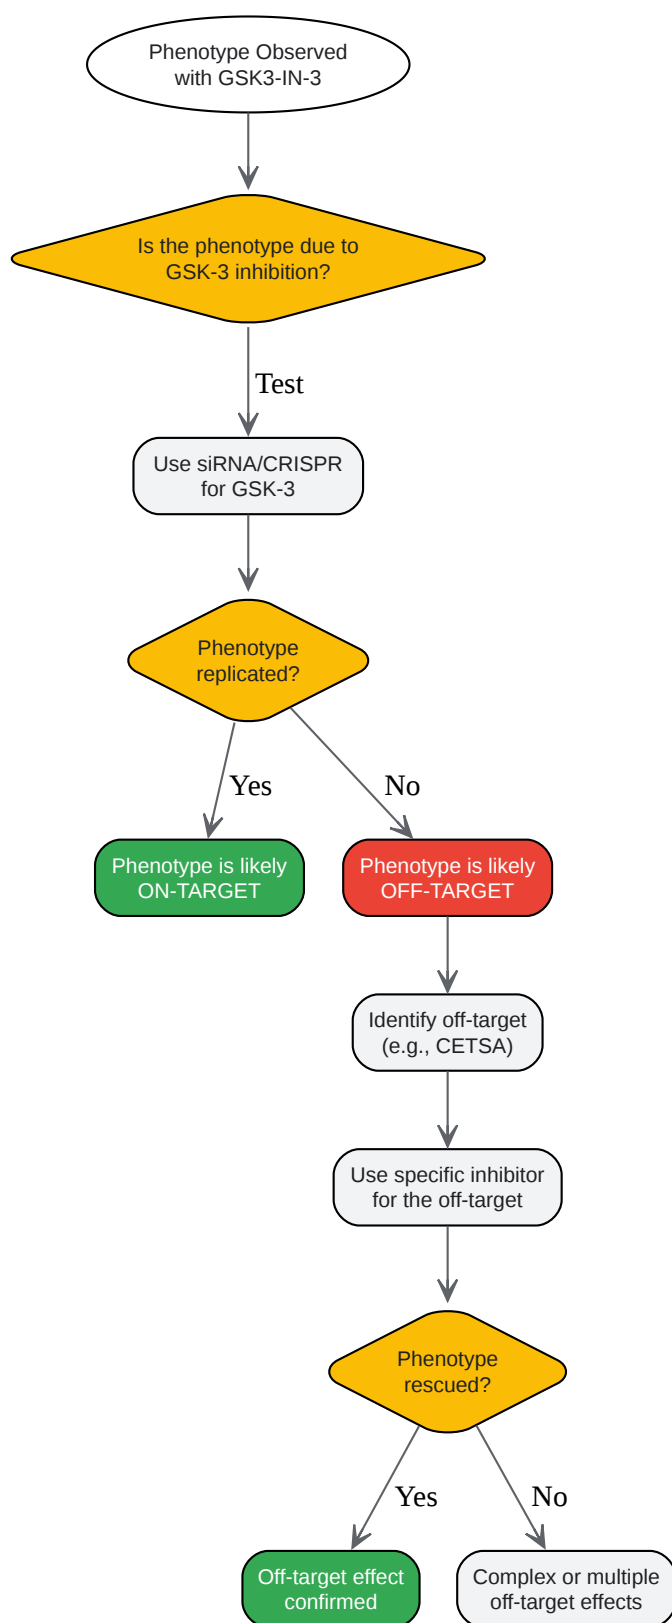 Phenotype Observed
with GSK3-IN-3
Is the phenotype due to
GSK-3 inhibition?
Test
Use siRNA/CRISPR
for GSK-3
Phenotype
replicated?
Yes
No
Phenotype is likely
ON-TARGET
Phenotype is likely
OFF-TARGET
Identify off-target
(e.g., CETSA)
Use specific inhibitor
for the off-target
Phenotype
rescued?
Yes
No
Off-target effect
confirmed
Complex or multiple
off-target effects